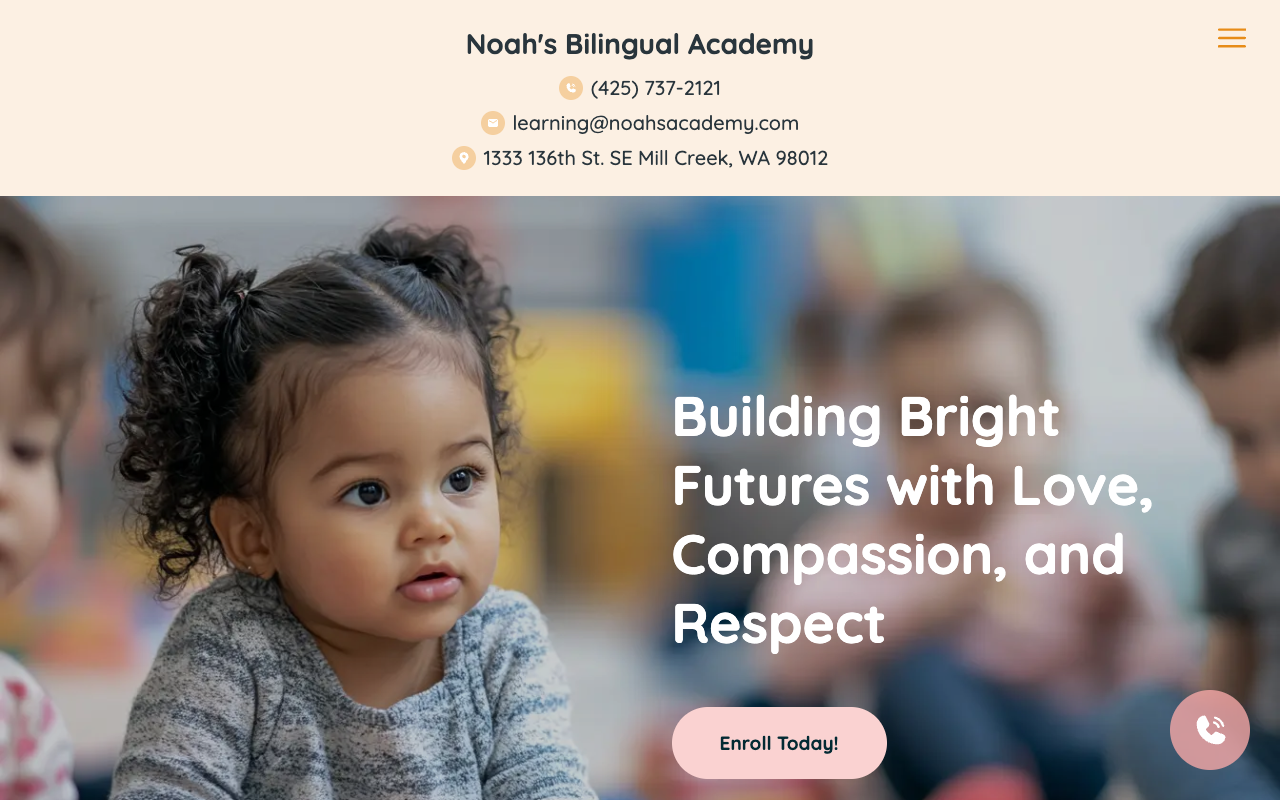 Noah's Bilingual Academy
(425) 737-2121
learning@noahsacademy.com
1333 136th St. SE Mill Creek, WA 98012
Building Bright
Futures with Love,
Compassion, and
Respect
Enroll Today!